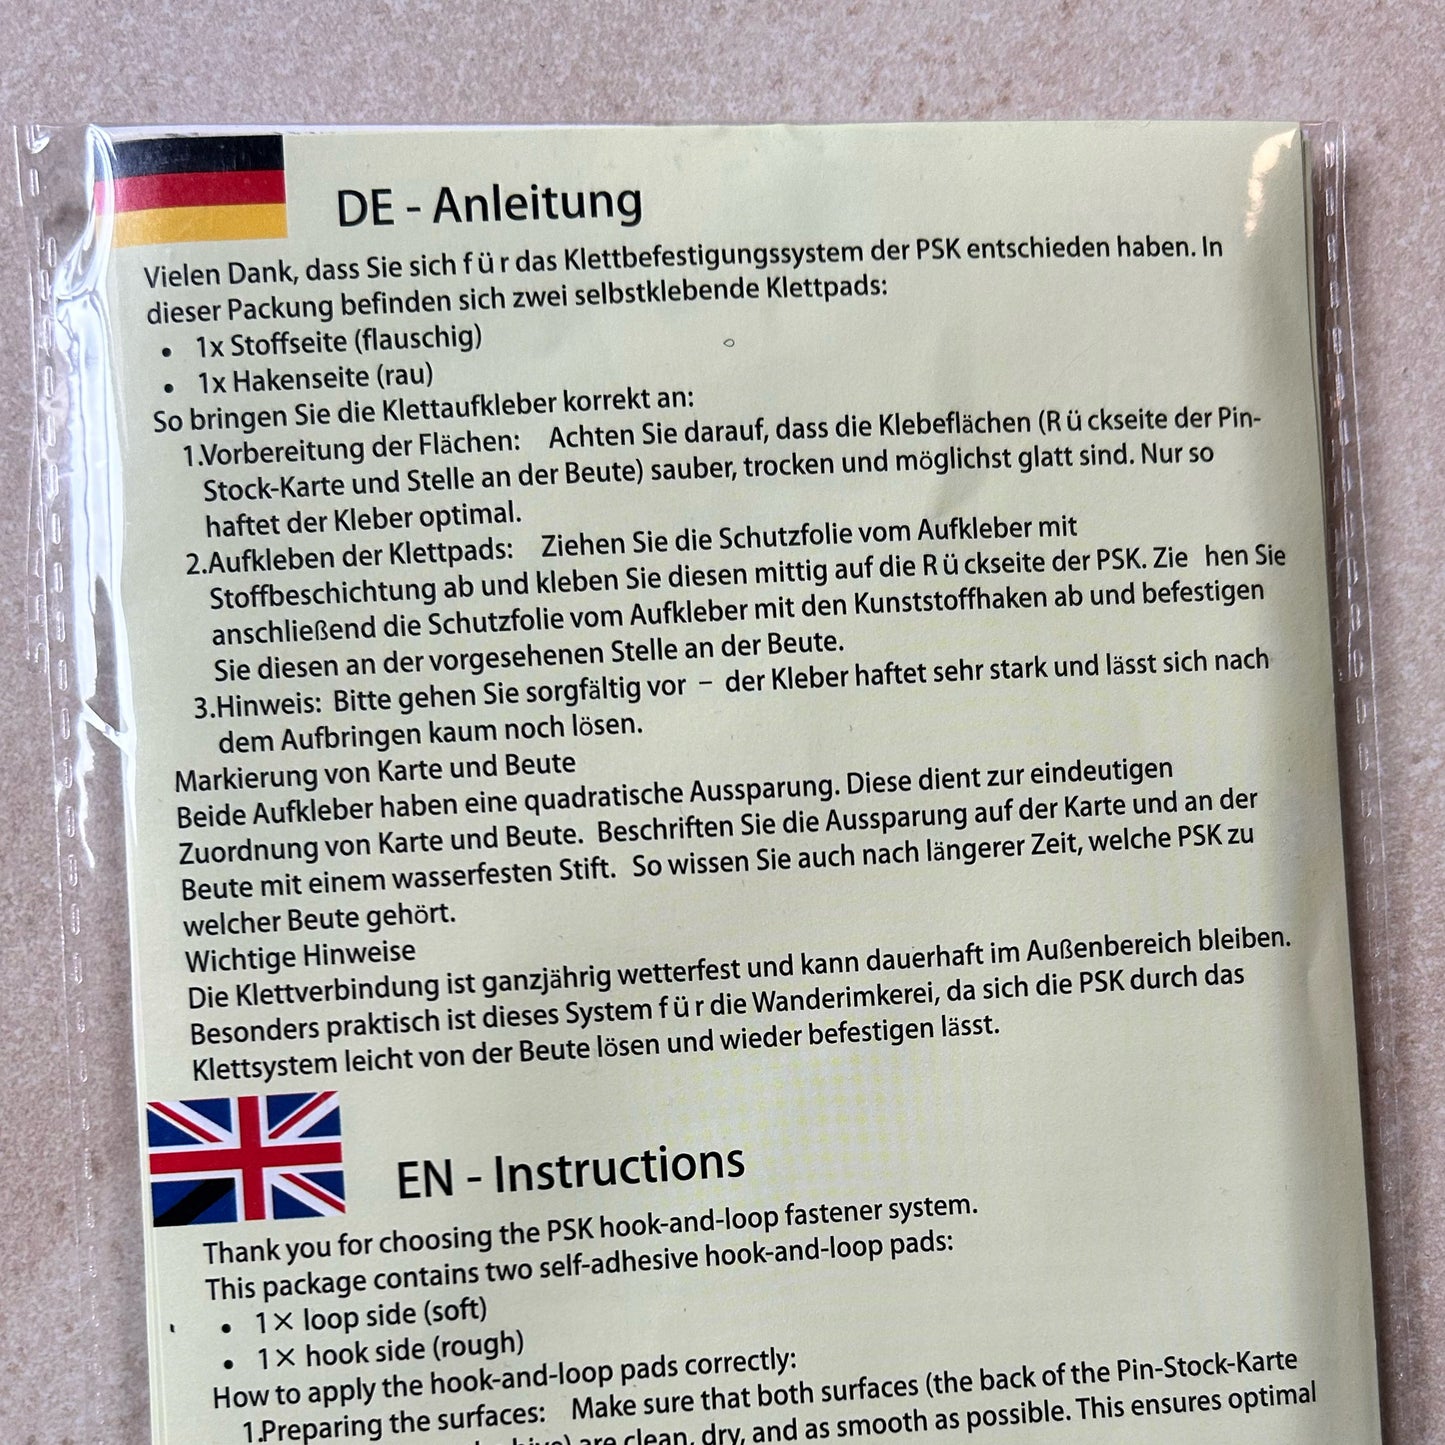 DE - Anleitung
Vielen Dank, dass Sie sich f ü r das Klettbefestigungssystem der PSK entschieden haben. In
dieser Packung befinden sich zwei selbstklebende Klettpads:
• 1x Stoffseite (flauschig)
• 1x Hakenseite (rau)
So bringen Sie die Klettaufkleber korrekt an:
1.Vorbereitung der Flächen: Achten Sie darauf, dass die Klebeflächen (R ü ckseite der Pin-
Stock-Karte und Stelle an der Beute) sauber, trocken und möglichst glatt sind. Nur so
haftet der Kleber optimal.
2.Aufkleben der Klettpads: Ziehen Sie die Schutzfolie vom Aufkleber mit
Stoffbeschichtung ab und kleben Sie diesen mittig auf die R ü ckseite der PSK. Zie hen Sie
anschließend die Schutzfolie vom Aufkleber mit den Kunststoffhaken ab und befestigen
Sie diesen an der vorgesehenen Stelle an der Beute.
3.Hinweis: Bitte gehen Sie sorgfältig vor – der Kleber haftet sehr stark und lässt sich nach
dem Aufbringen kaum noch lösen.
Markierung von Karte und Beute
Beide Aufkleber haben eine quadratische Aussparung. Diese dient zur eindeutigen
Zuordnung von Karte und Beute. Beschriften Sie die Aussparung auf der Karte und an der
Beute mit einem wasserfesten Stift. So wissen Sie auch nach längerer Zeit, welche PSK zu
welcher Beute gehört.
Wichtige Hinweise
Die Klettverbindung ist ganzjährig wetterfest und kann dauerhaft im Außenbereich bleiben.
Besonders praktisch ist dieses System f ü r die Wanderimkerei, da sich die PSK durch das
Klettsystem leicht von der Beute lösen und wieder befestigen lässt.
EN - Instructions
Thank you for choosing the PSK hook-and-loop fastener system.
This package contains two self-adhesive hook-and-loop pads:
• 1× loop side (soft)
• 1× hook side (rough)
How to apply the hook-and-loop pads correctly:
1.Preparing the surfaces: Make sure that both surfaces (the back of the Pin-Stock-Karte
are clean, dry, and as smooth as possible. This ensures optimal